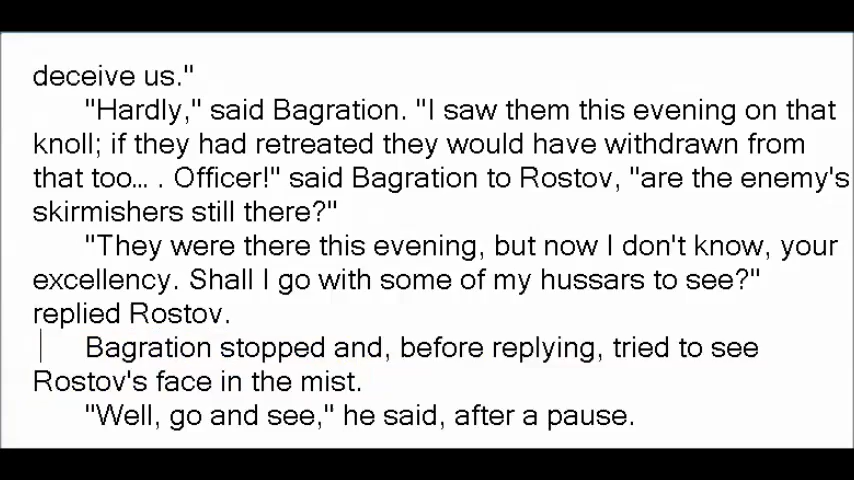 deceive us."
"Hardly," said Bagration. "I saw them this evening on that
knoll; if they had retreated they would have withdrawn from
that too... . Officer!" said Bagration to Rostov, "are the enemy's
skirmishers still there?"
"They were there this evening, but now I don't know, your
excellency. Shall I go with some of my hussars to see?"
replied Rostov.
Bagration stopped and, before replying, tried to see
Rostov's face in the mist.
"Well, go and see," he said, after a pause.